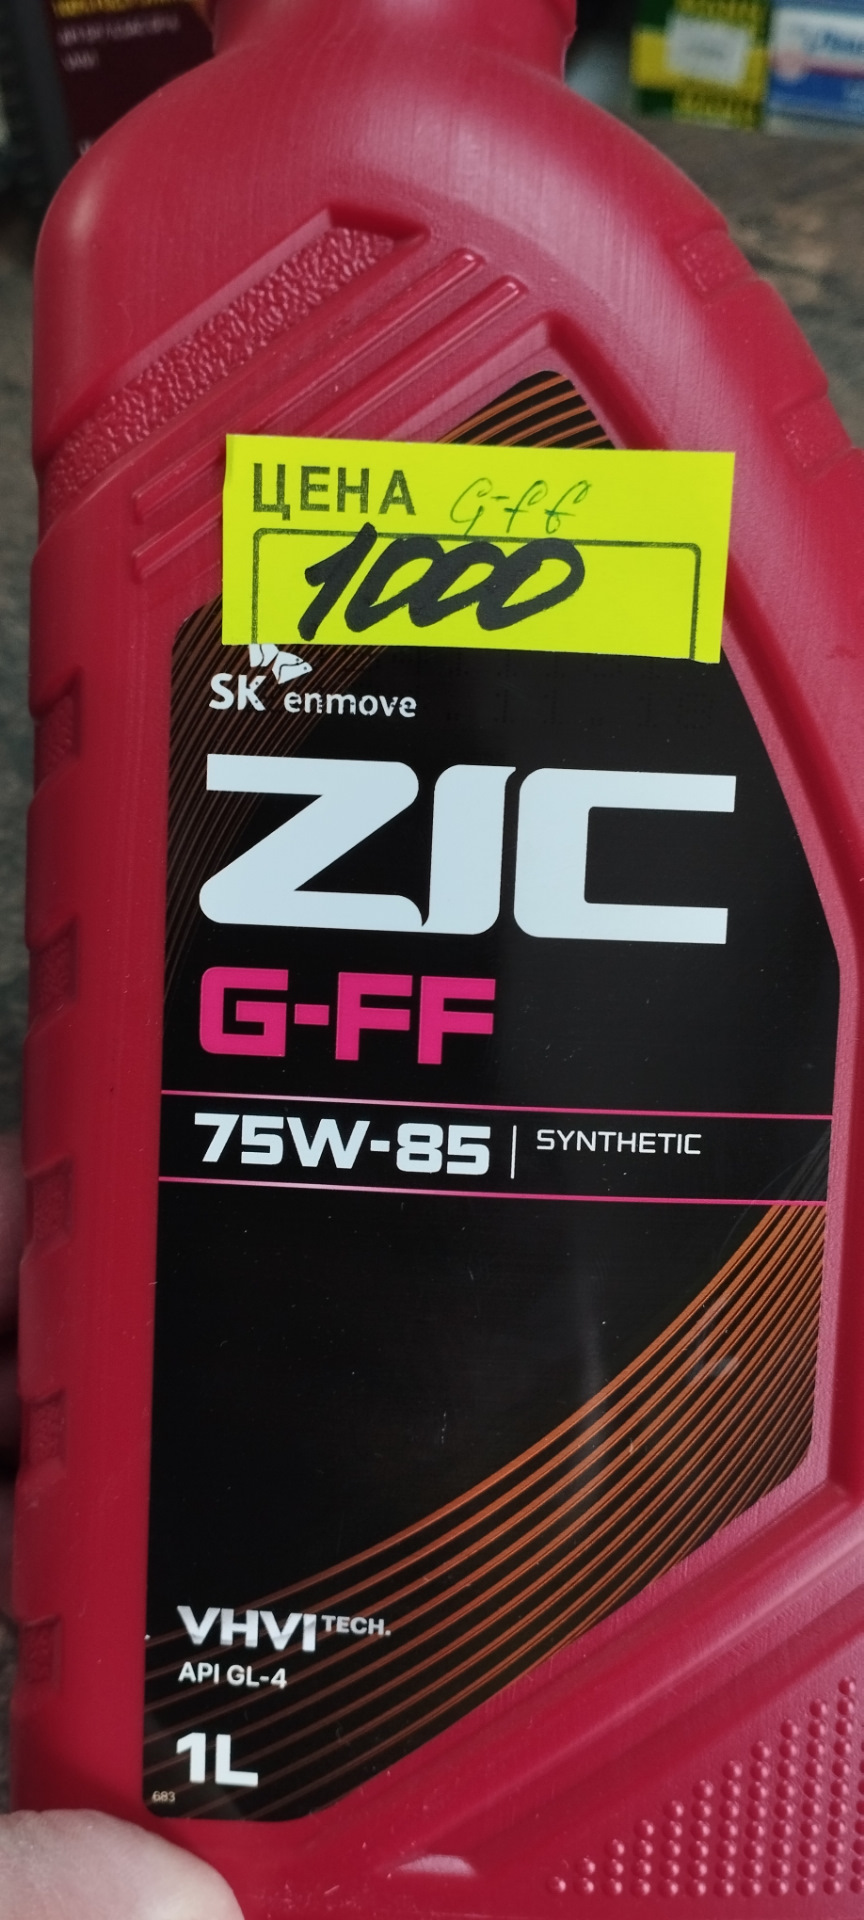 ЦЕНА G-ff
1000
SK enmove
ZIC
G-FF
75W-85 | SYNTHETIC
VHVI TECH.
API GL-4
1L
683